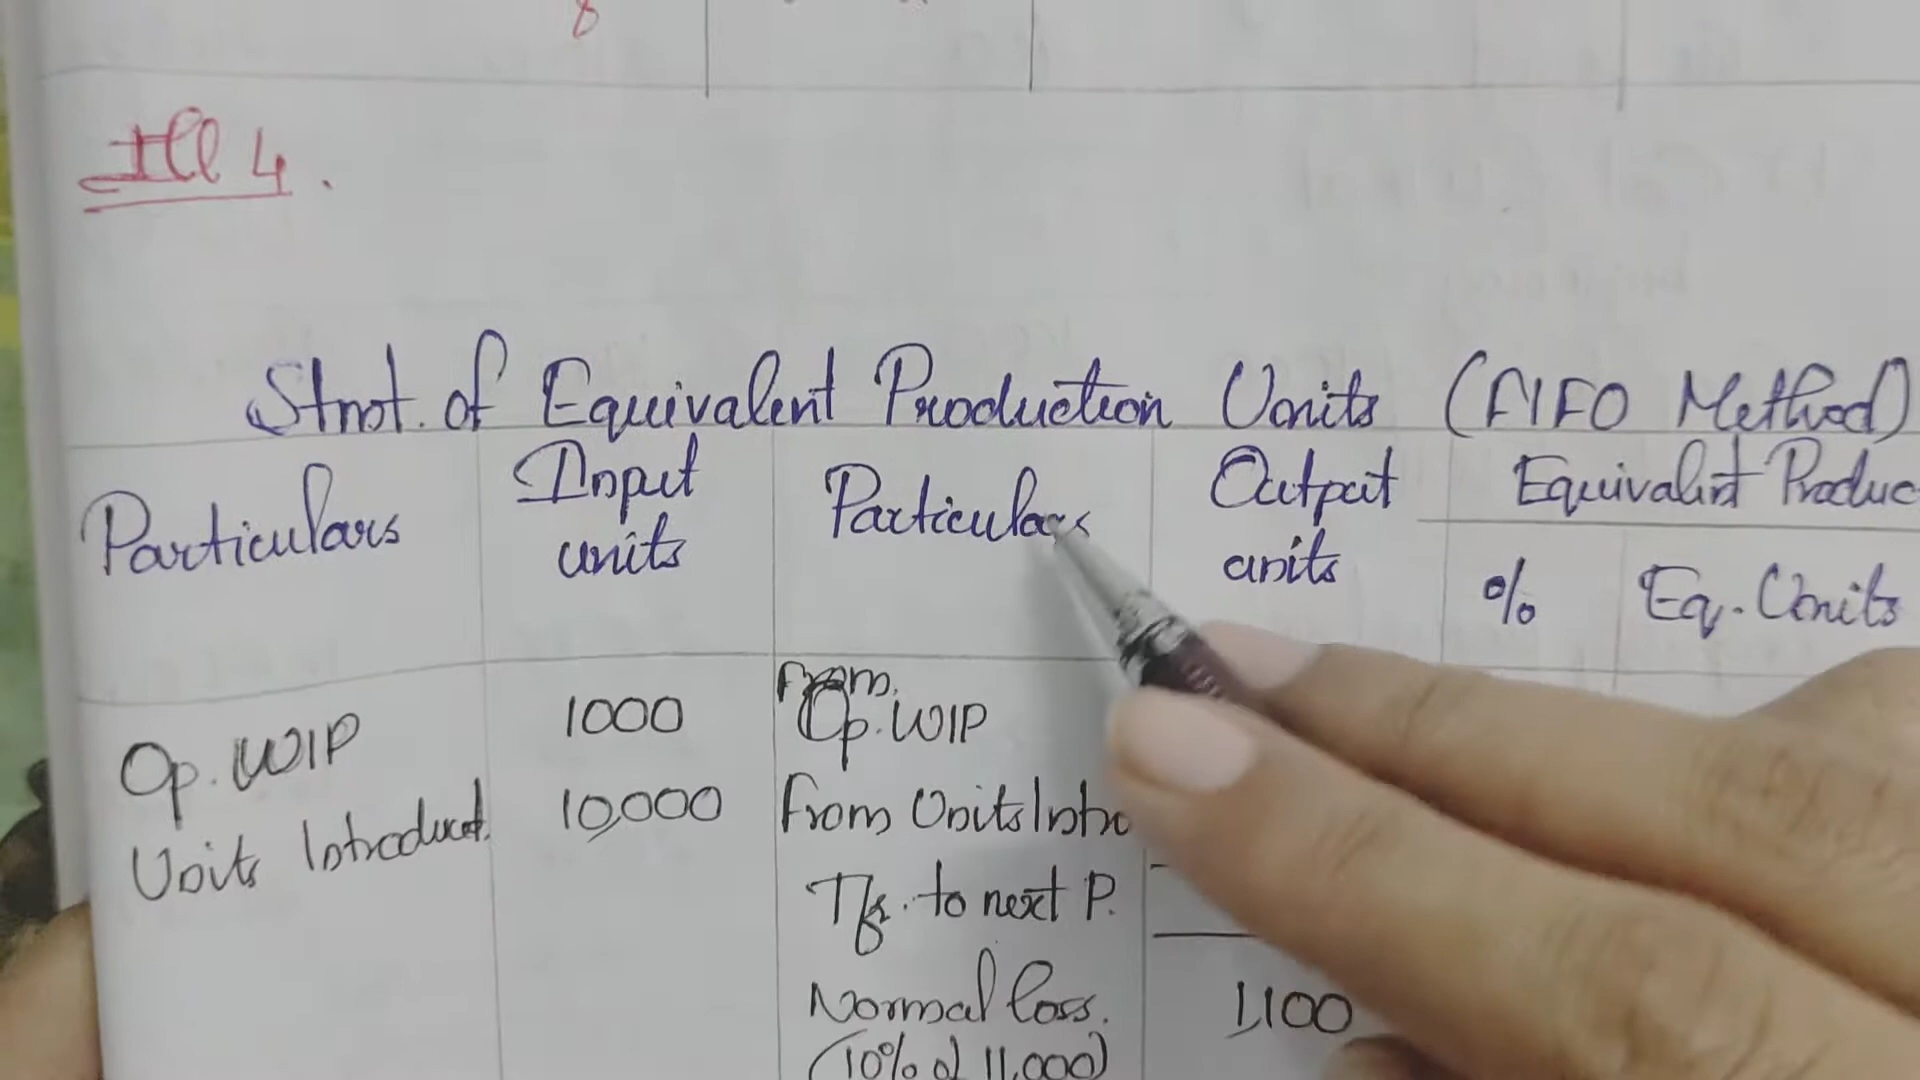 Ill 4.
Stmt. of Equivalent Production Units (FIFO Method)
Particulars Input units Particulars Output units Equivalent Produc
% Eq. Units
Op. WIP 1000 From Op. WIP
Units Introduced 10,000 From Units Intro
Tfr. to next P.
Normal loss. 1,100
(10% of 11,000)